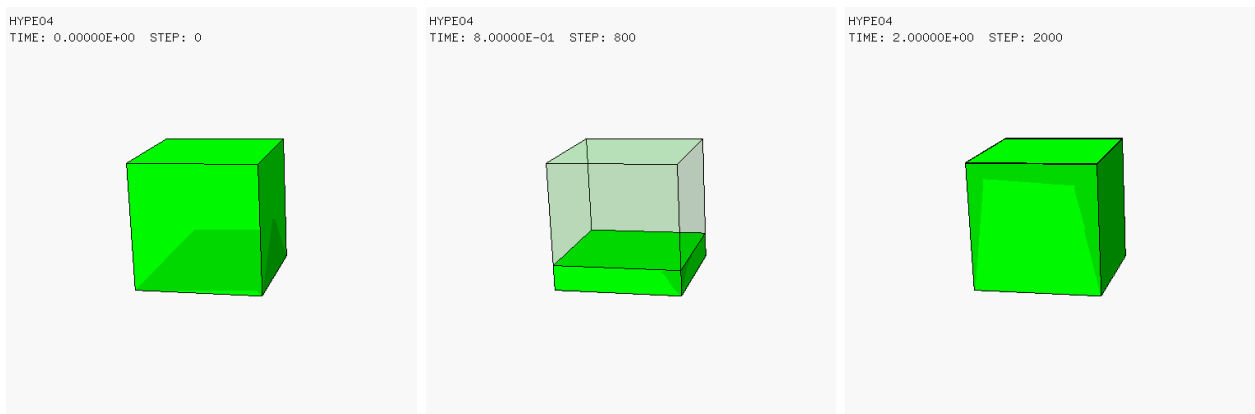 HYPE04
TIME: 0.00000E+00  STEP: 0
HYPE04
TIME: 8.00000E-01  STEP: 800
HYPE04
TIME: 2.00000E+00  STEP: 2000